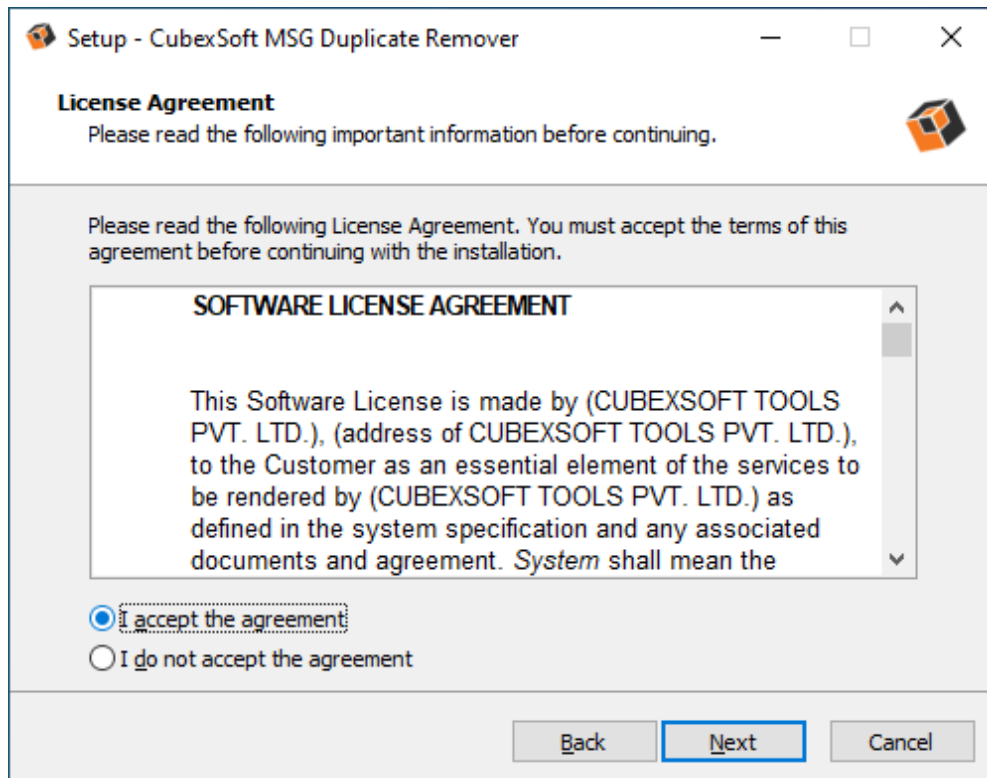 Setup - CubexSoft MSG Duplicate Remover
License Agreement
Please read the following important information before continuing.
Please read the following License Agreement. You must accept the terms of this
agreement before continuing with the installation.
SOFTWARE LICENSE AGREEMENT
This Software License is made by (CUBEXSOFT TOOLS
PVT. LTD.), (address of CUBEXSOFT TOOLS PVT. LTD.),
to the Customer as an essential element of the services to
be rendered by (CUBEXSOFT TOOLS PVT. LTD.) as
defined in the system specification and any associated
documents and agreement. System shall mean the
I accept the agreement
I do not accept the agreement
Back Next Cancel